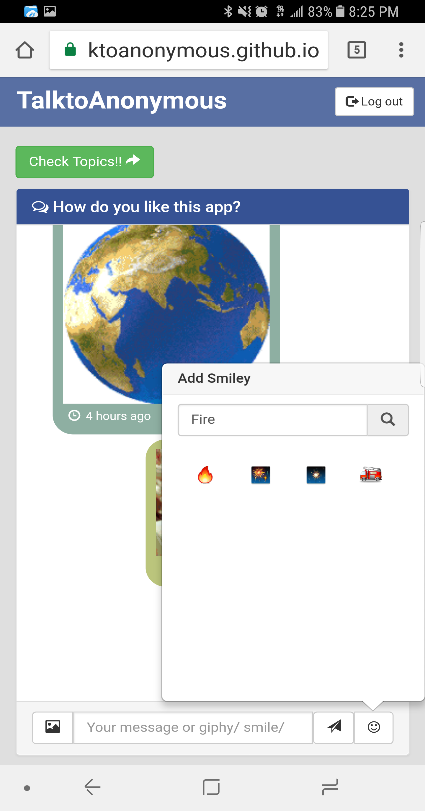 83% 8:25 PM
ktoanonymous.github.io
5
TalktoAnonymous
Log out
Check Topics!!
How do you like this app?
4 hours ago
Add Smiley
Fire
Your message or giphy/ smile/